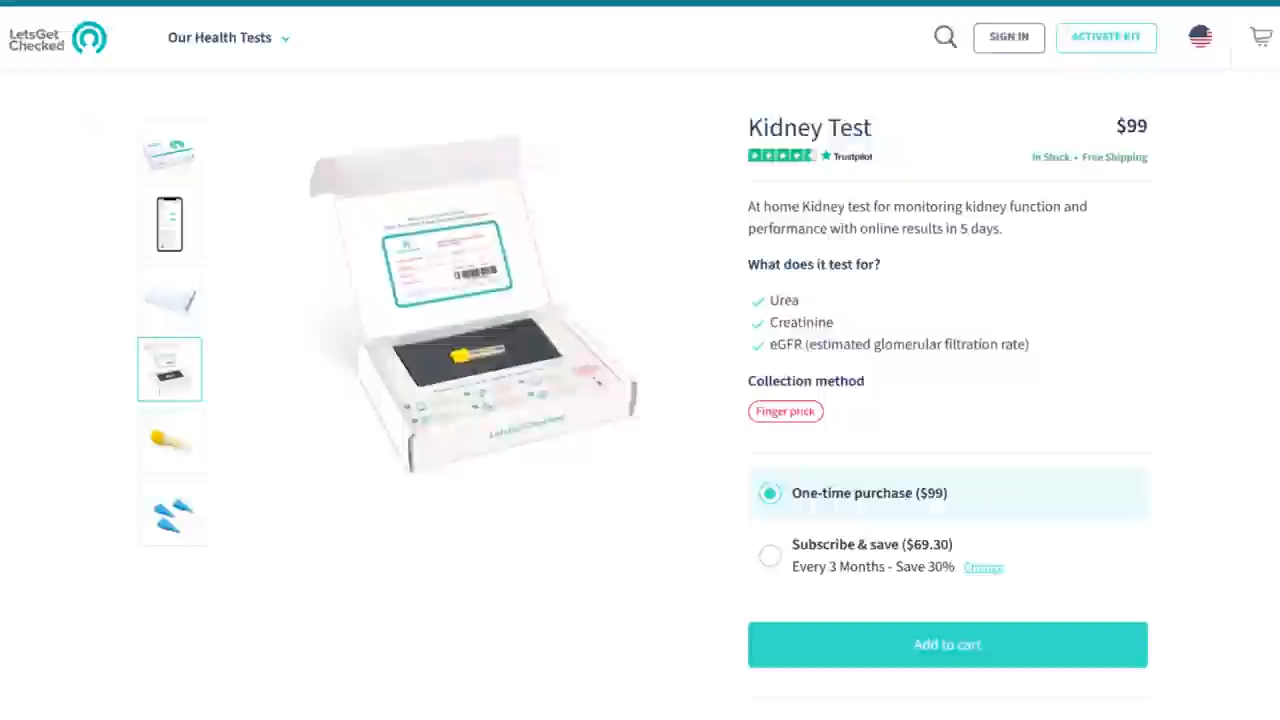 LetsGet
Checked
Our Health Tests
SIGN IN
ACTIVATE KIT
Kidney Test
$99
Trustpilot
In Stock • Free Shipping
At home Kidney test for monitoring kidney function and
performance with online results in 5 days.
What does it test for?
Urea
Creatinine
eGFR (estimated glomerular filtration rate)
Collection method
Finger prick
One-time purchase ($99)
Subscribe & save ($69.30)
Every 3 Months - Save 30% Change
Add to cart
LetsGetChecked